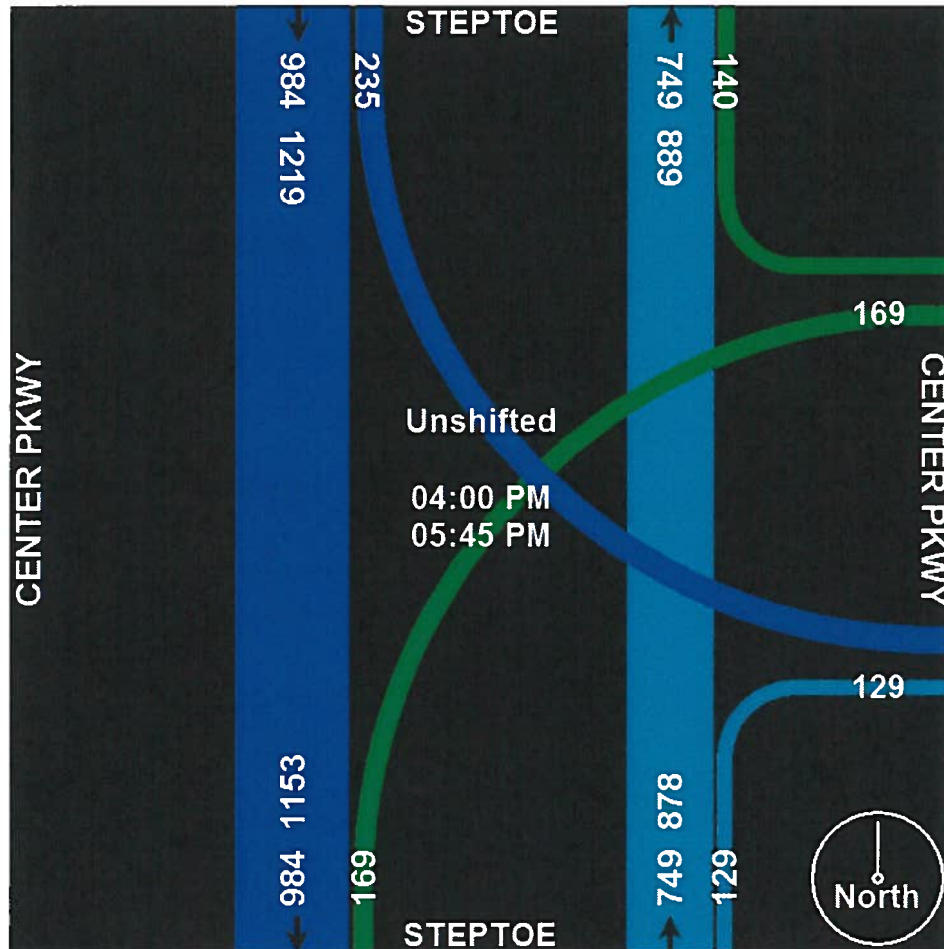 STEPTOE
984 1219
235
749 889
140
169
CENTER PKWY
CENTER PKWY
Unshifted
04:00 PM
05:45 PM
129
984 1153
169
749 878
129
North
STEPTOE